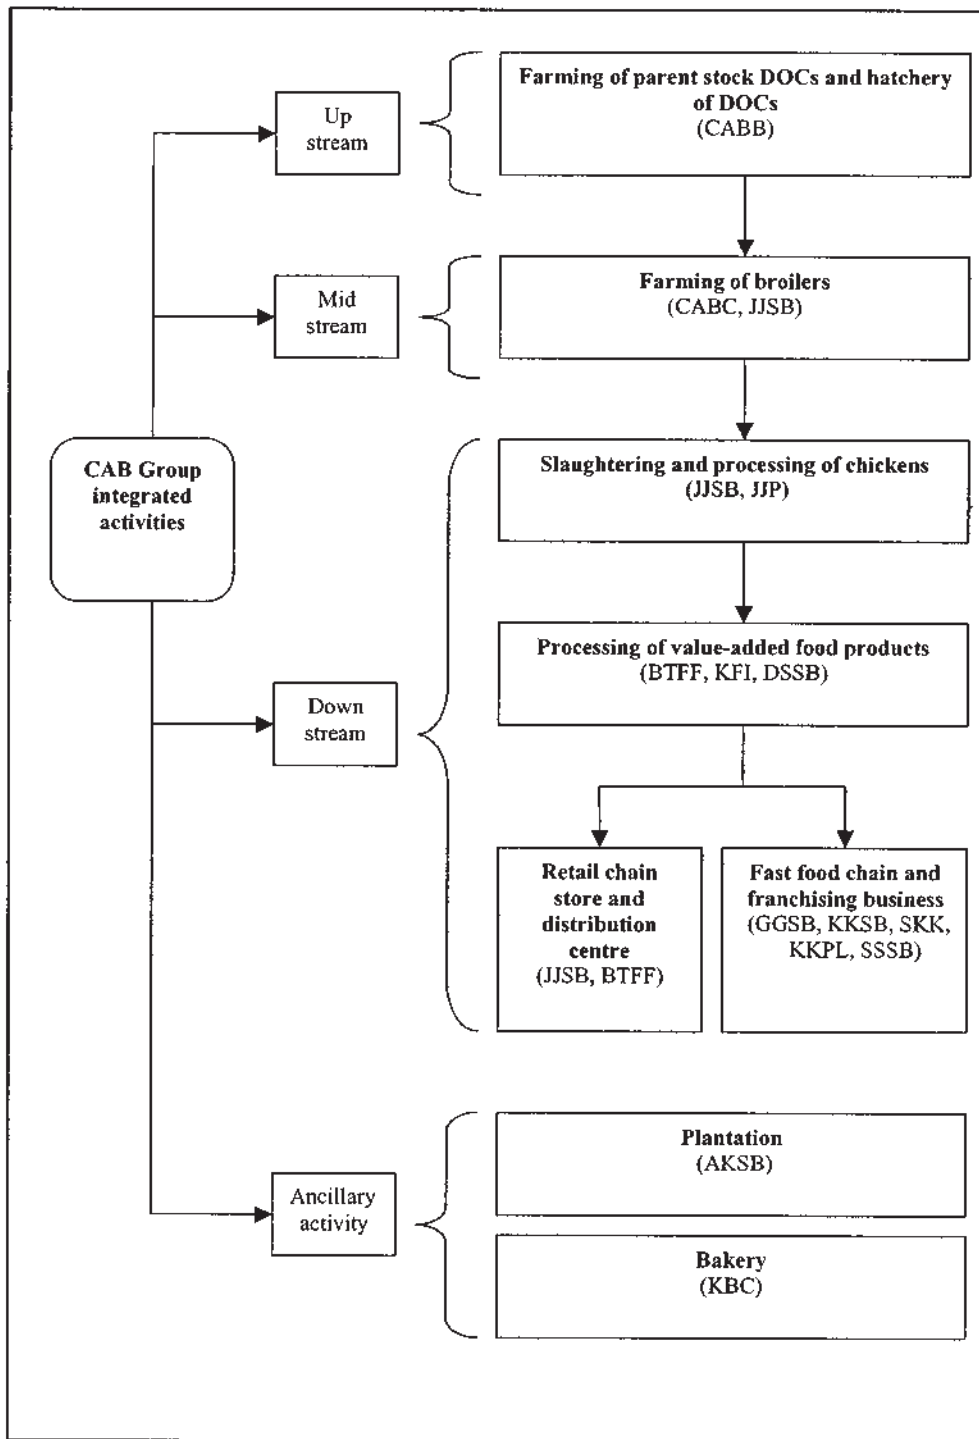 Farming of parent stock DOCs and hatchery
of DOCs
(CABB)
Up
stream
Farming of broilers
(CABC, JJSB)
Mid
stream
CAB Group
integrated
activities
Slaughtering and processing of chickens
(JJSB, JJP)
Processing of value-added food products
(BTFF, KFI, DSSB)
Down
stream
Retail chain
store and
distribution
centre
(JJSB, BTFF)
Fast food chain and
franchising business
(GGSB, KKSB, SKK,
KKPL, SSSB)
Ancillary
activity
Plantation
(AKSB)
Bakery
(KBC)